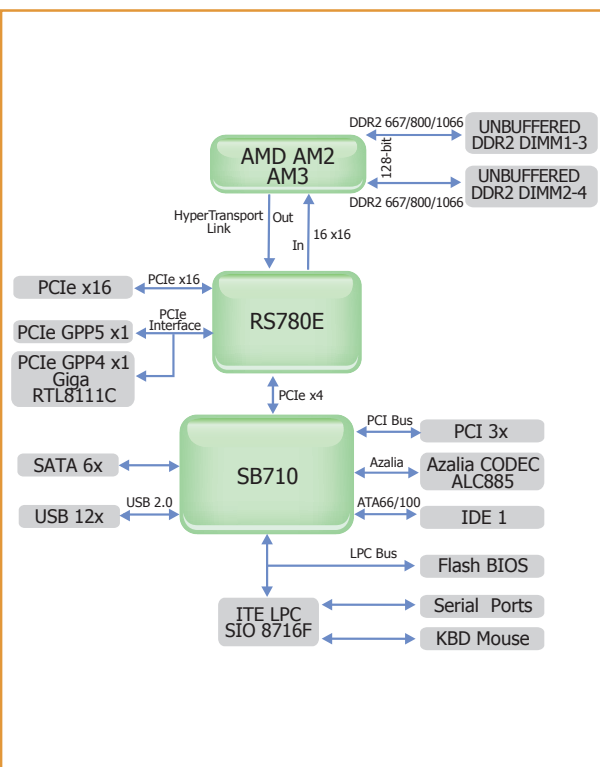 DDR2 667/800/1066
UNBUFFERED
DDR2 DIMM1-3
AMD AM2
AM3
128-bit
UNBUFFERED
DDR2 DIMM2-4
DDR2 667/800/1066
HyperTransport
Link
Out
In
16 x16
PCIe x16
PCIe x16
RS780E
PCIe
Interface
PCIe GPP5 x1
PCIe GPP4 x1
Giga
RTL8111C
PCIe x4
PCI Bus
PCI 3x
SATA 6x
SB710
Azalia
Azalia CODEC
ALC885
USB 2.0
USB 12x
ATA66/100
IDE 1
LPC Bus
Flash BIOS
ITE LPC
SIO 8716F
Serial Ports
KBD Mouse